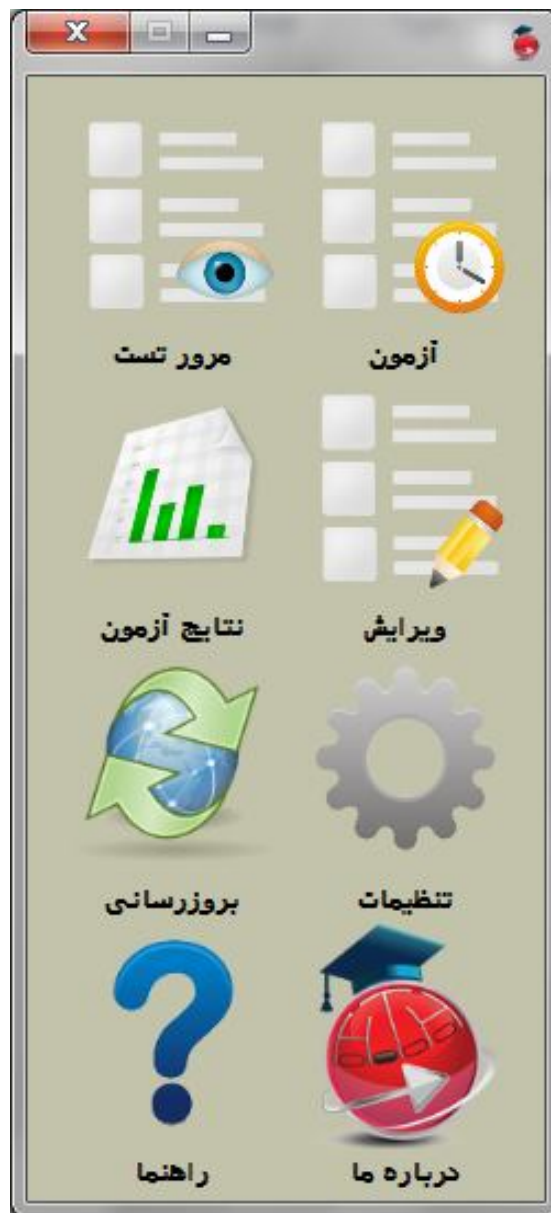 آزمون
مرور تست
ویرایش
نتایج آزمون
تنظیمات
بروزرسانی
درباره ما
راهنما